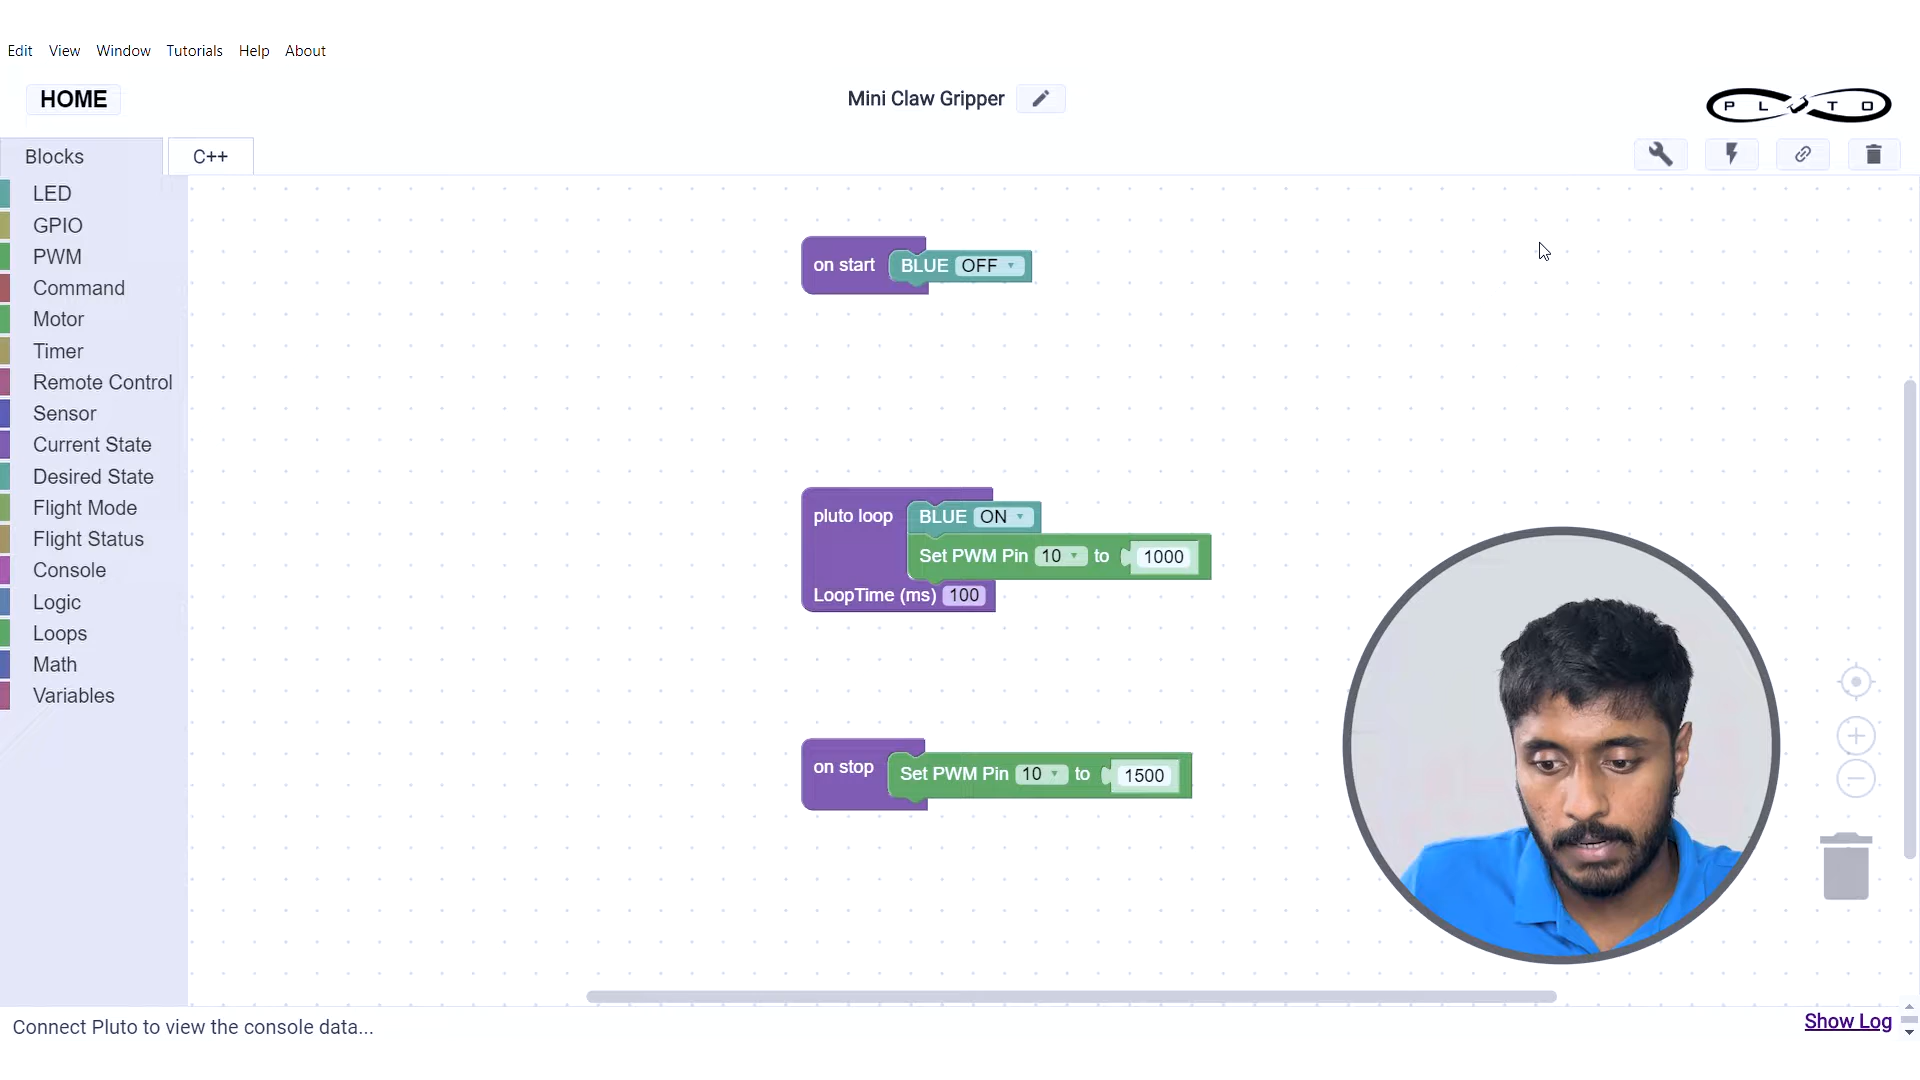 Edit View Window Tutorials Help About
HOME
Mini Claw Gripper
PLUTO
Blocks
C++
LED
GPIO
PWM
Command
Motor
Timer
Remote Control
Sensor
Current State
Desired State
Flight Mode
Flight Status
Console
Logic
Loops
Math
Variables
on start BLUE OFF
pluto loop BLUE ON
Set PWM Pin 10 to 1000
LoopTime (ms) 100
on stop Set PWM Pin 10 to 1500
Connect Pluto to view the console data...
Show Log